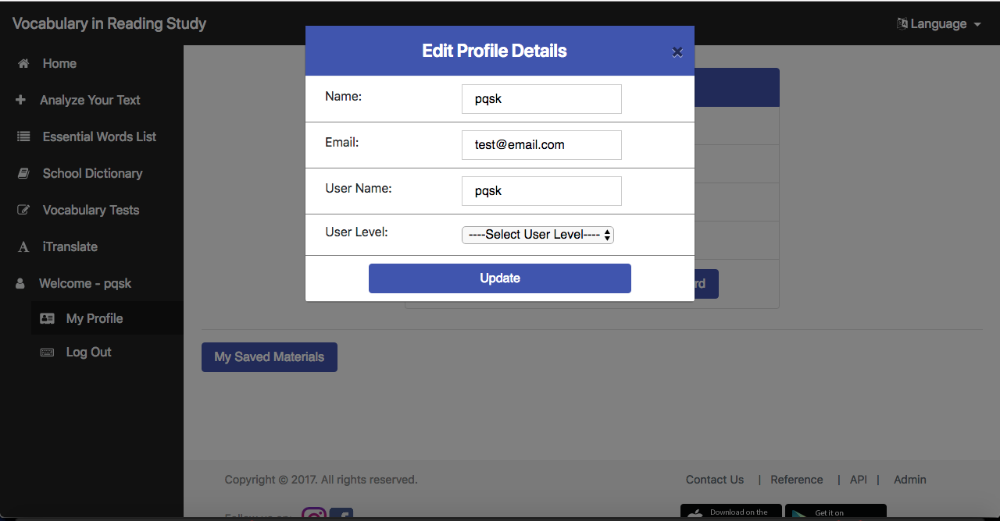 Vocabulary in Reading Study
Language
Home
Analyze Your Text
Essential Words List
School Dictionary
Vocabulary Tests
iTranslate
Welcome - pqsk
My Profile
Log Out
Edit Profile Details
×
Name: pqsk
Email: test@email.com
User Name: pqsk
User Level: ----Select User Level----
Update
rd
My Saved Materials
Copyright © 2017. All rights reserved.
Contact Us | Reference | API | Admin
Follow us on:
Download on the
Get it on